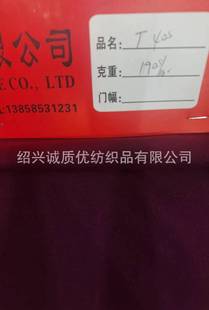 限公司
E CO., LTD
L:13858531231
品名: T 40s
克重: 190g/
门幅:
绍兴诚质优纺织品有限公司